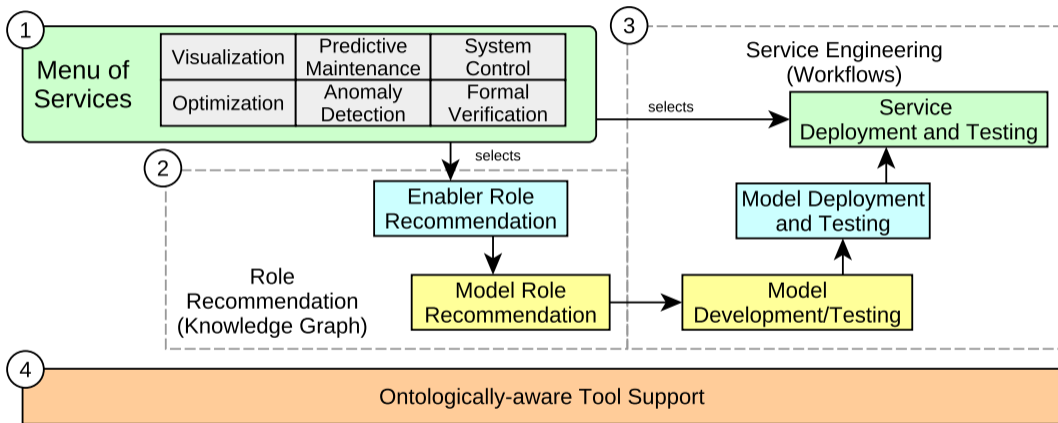 1
Menu of
Services
Visualization
Predictive
Maintenance
System
Control
Optimization
Anomaly
Detection
Formal
Verification
selects
selects
2
Enabler Role
Recommendation
Model Role
Recommendation
Role
Recommendation
(Knowledge Graph)
3
Service Engineering
(Workflows)
Service
Deployment and Testing
Model Deployment
and Testing
Model
Development/Testing
4
Ontologically-aware Tool Support